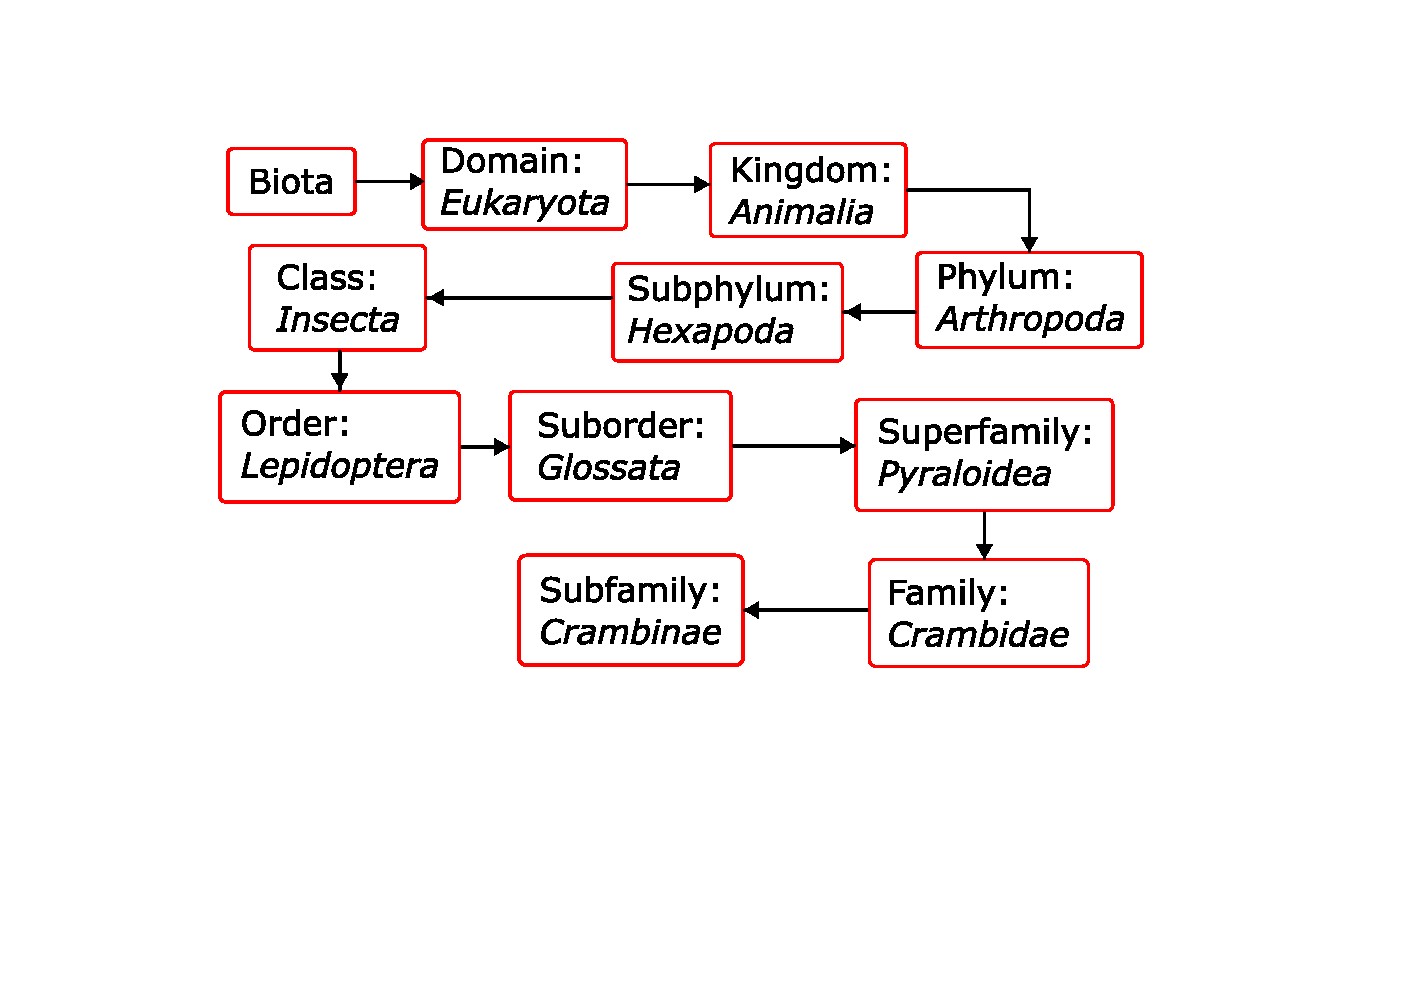 Biota
Domain:
Eukaryota
Kingdom:
Animalia
Phylum:
Arthropoda
Subphylum:
Hexapoda
Class:
Insecta
Order:
Lepidoptera
Suborder:
Glossata
Superfamily:
Pyraloidea
Family:
Crambidae
Subfamily:
Crambinae